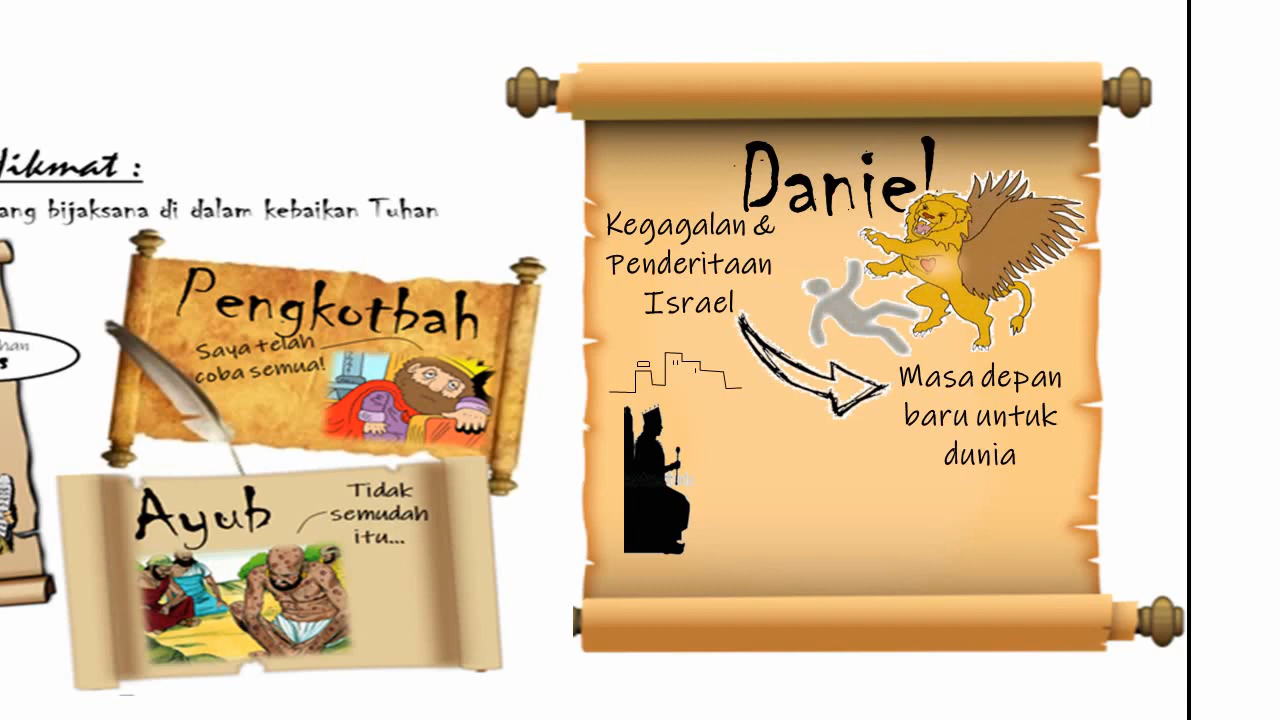 Hikmat :
ang bijaksana di dalam kebaikan Tuhan
Pengkotbah
Saya telah
coba semua!
Ayub
Tidak
semudah
itu...
Daniel
Kegagalan &
Penderitaan
Israel
Masa depan
baru untuk
dunia